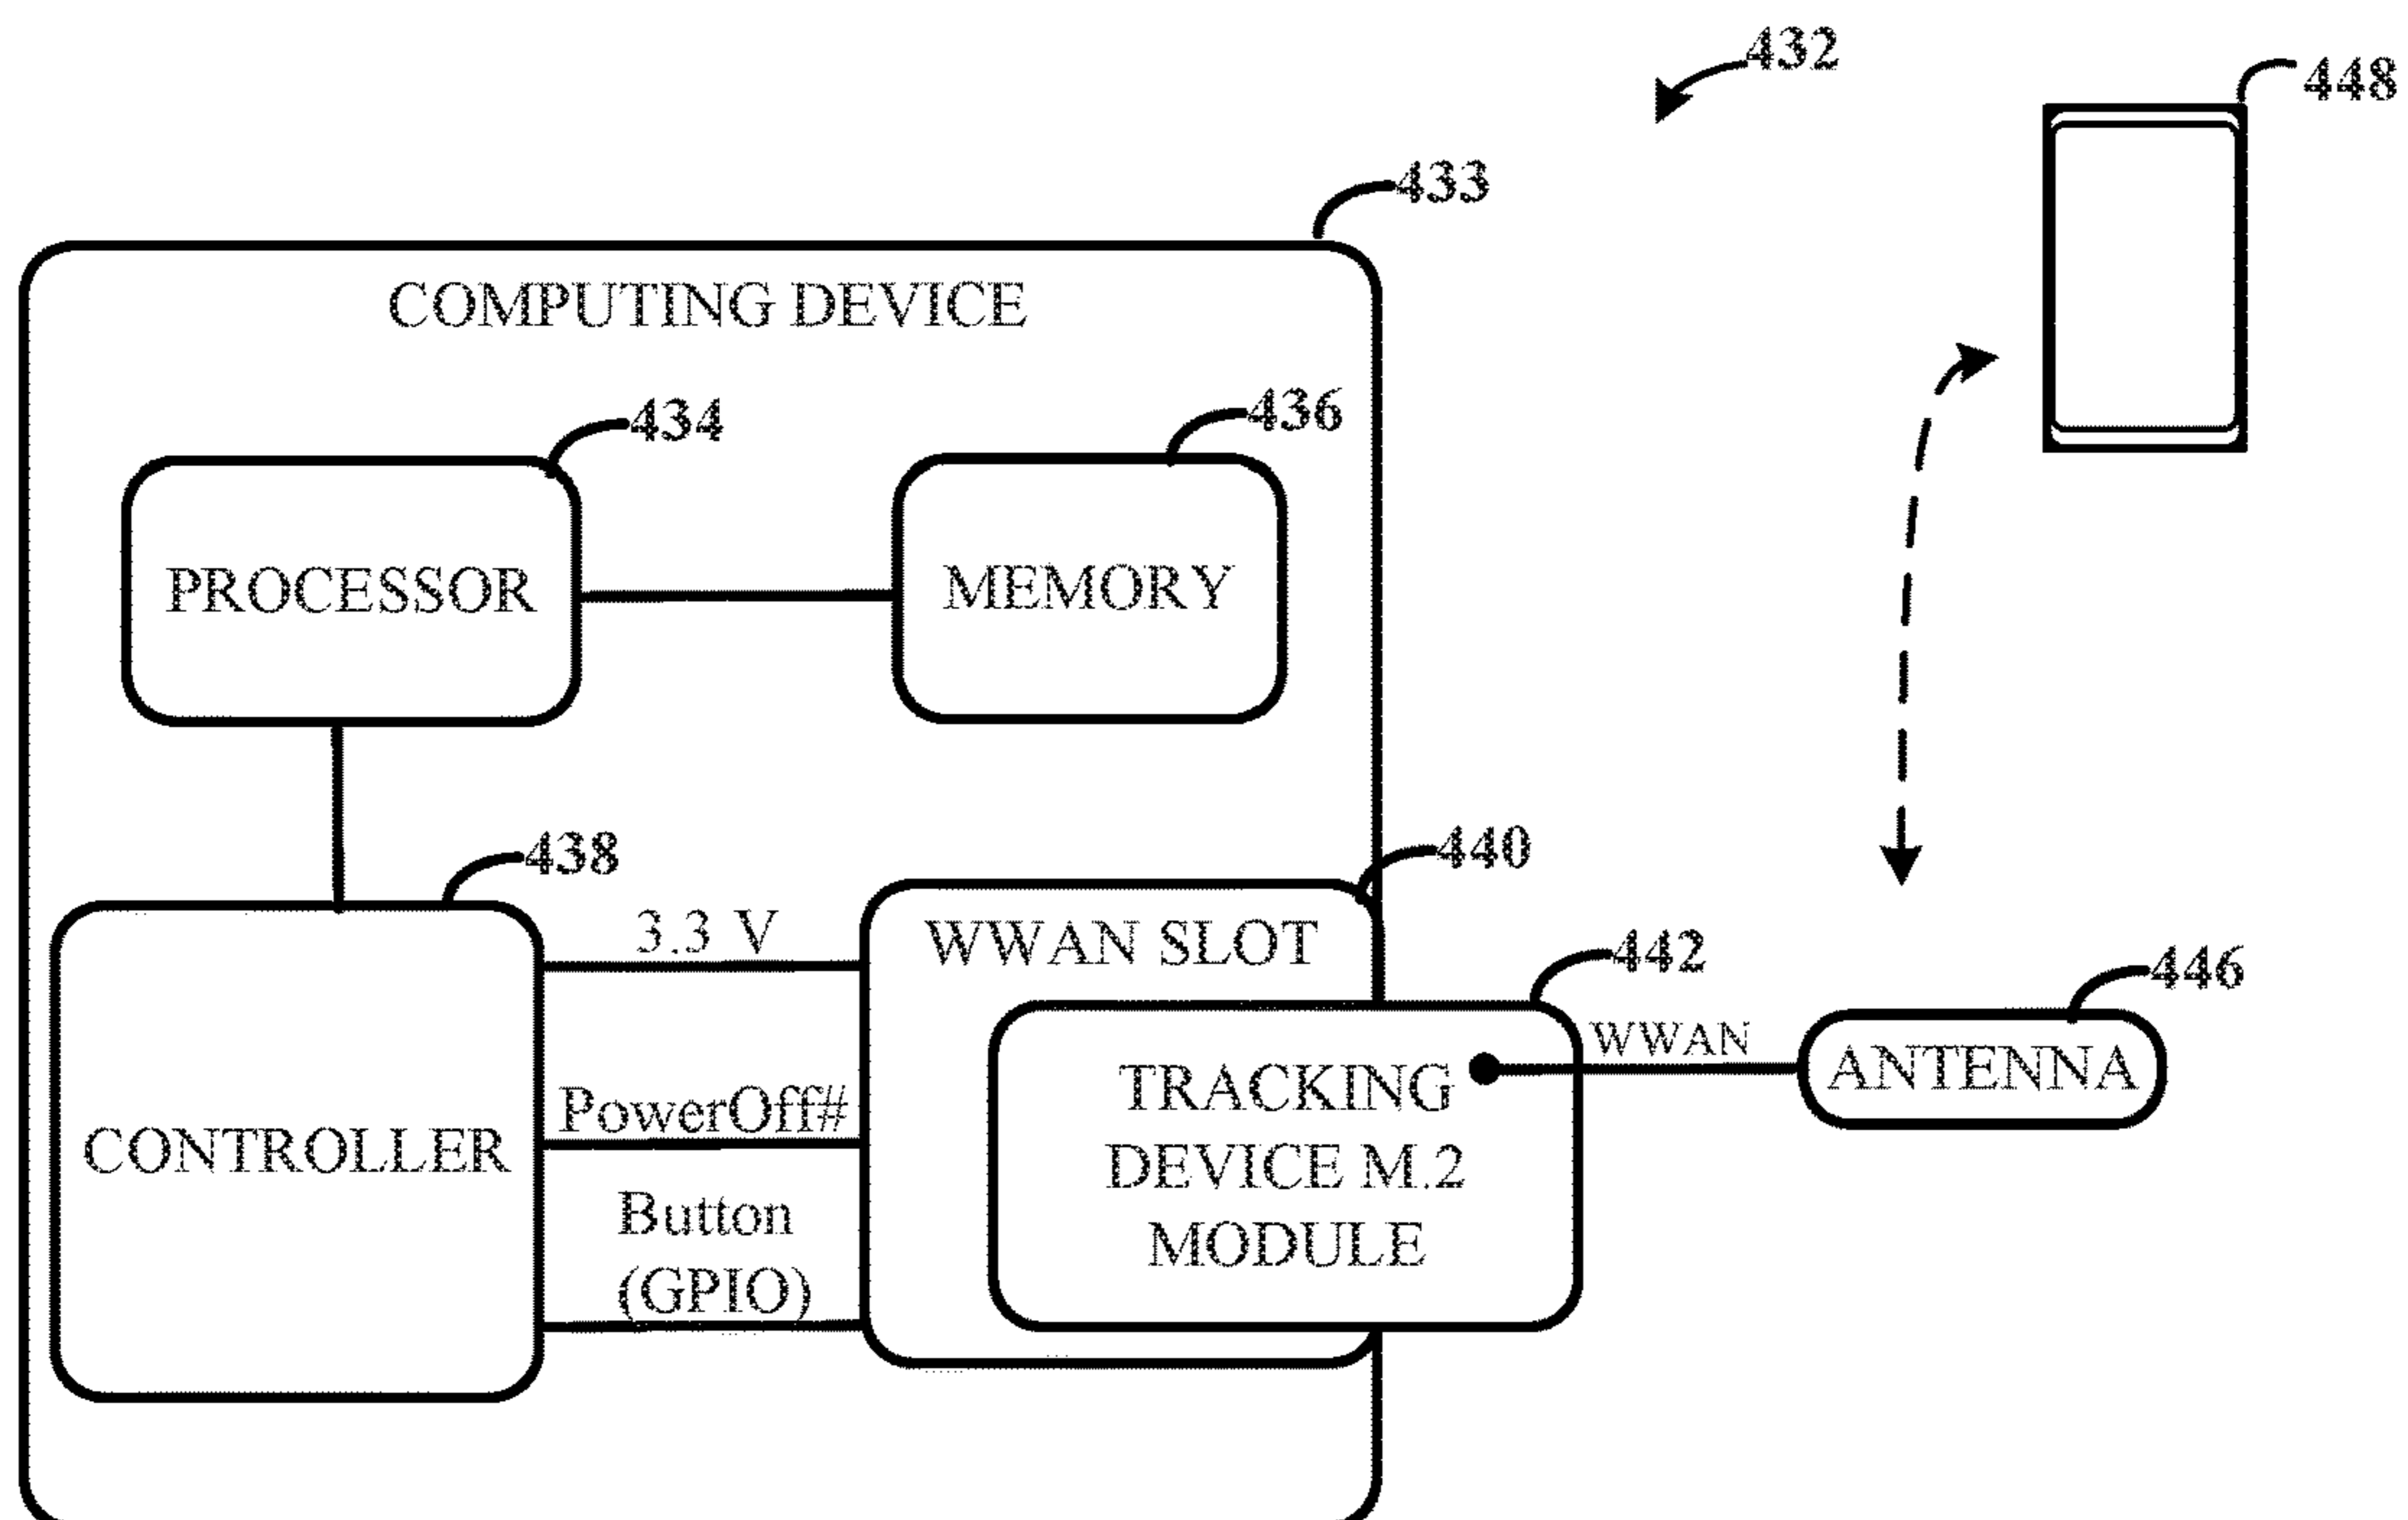 432
448
433
COMPUTING DEVICE
434
436
PROCESSOR
MEMORY
438
440
3.3 V
WWAN SLOT
442
446
WWAN
PowerOff#
TRACKING
DEVICE M.2
MODULE
ANTENNA
CONTROLLER
Button
(GPIO)